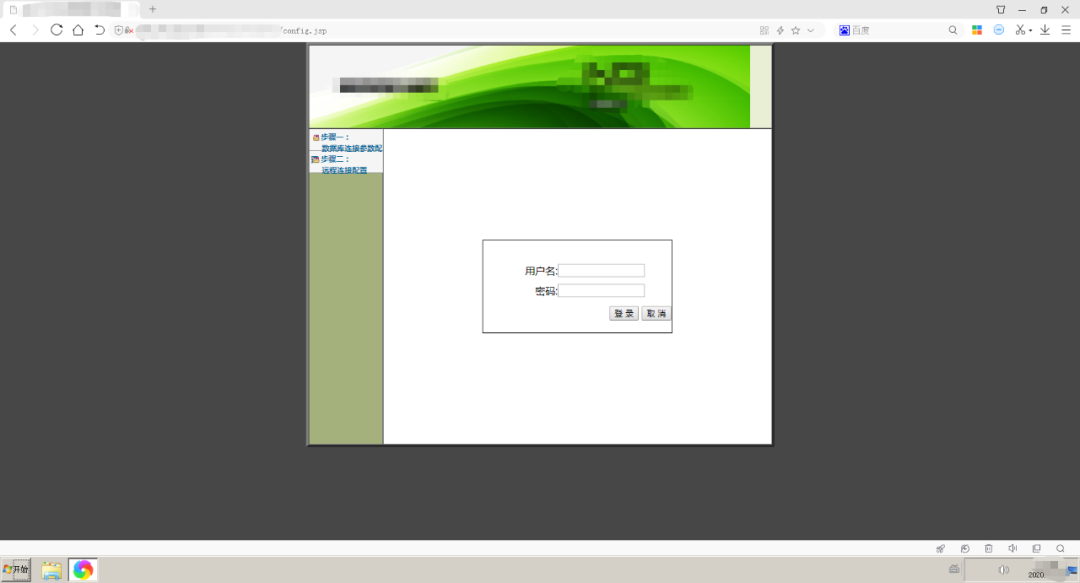 /config.jsp
百度
步骤一：
数据库连接参数配
步骤二：
远程连接配置
用户名:
密码:
登 录 取 消
开始
2020